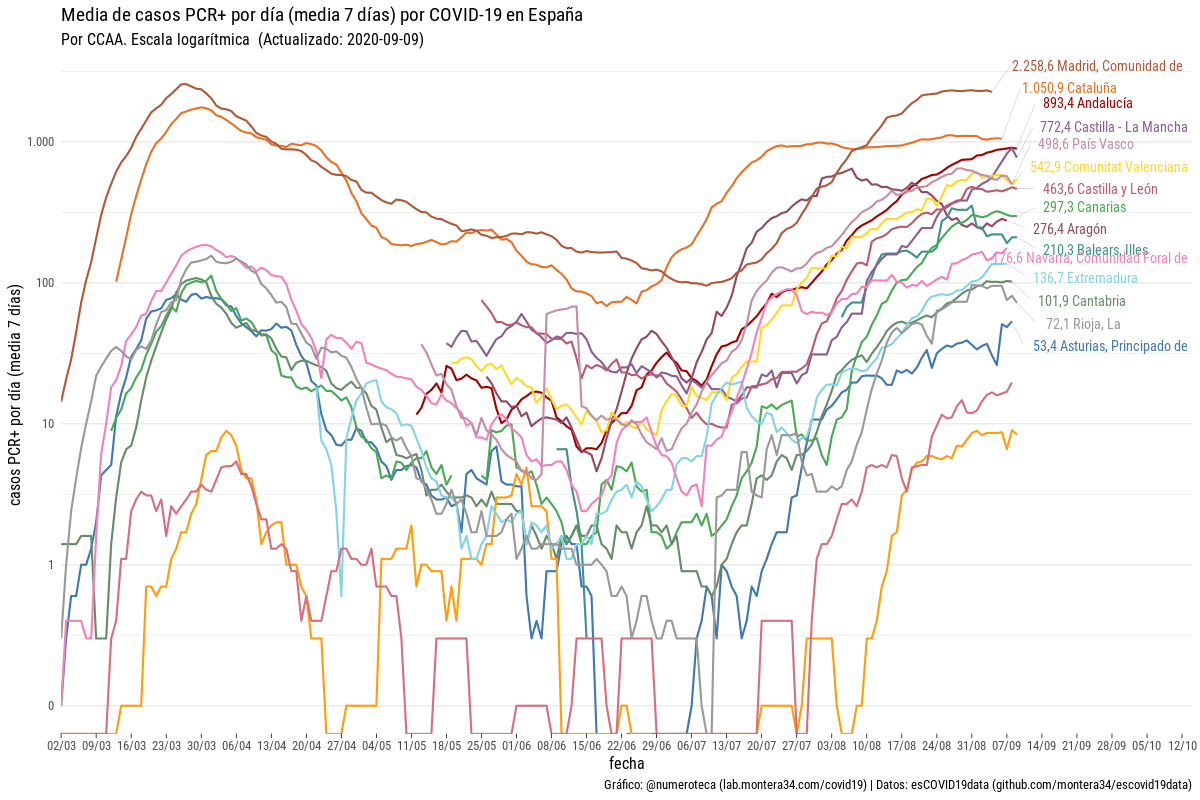 Media de casos PCR+ por día (media 7 días) por COVID-19 en España
Por CCAA. Escala logarítmica  (Actualizado: 2020-09-09)
2.258,6 Madrid, Comunidad de
1.050,9 Cataluña
893,4 Andalucía
772,4 Castilla - La Mancha
498,6 País Vasco
542,9 Comunitat Valenciana
463,6 Castilla y León
297,3 Canarias
276,4 Aragón
210,3 Balears, Illes
176,6 Navarra, Comunidad Foral de
136,7 Extremadura
101,9 Cantabria
72,1 Rioja, La
53,4 Asturias, Principado de
casos PCR+ por día (media 7 días)
1.000
100
10
1
0
02/03 09/03 16/03 23/03 30/03 06/04 13/04 20/04 27/04 04/05 11/05 18/05 25/05 01/06 08/06 15/06 22/06 29/06 06/07 13/07 20/07 27/07 03/08 10/08 17/08 24/08 31/08 07/09 14/09 21/09 28/09 05/10 12/10
fecha
Gráfico: @numeroteca (lab.montera34.com/covid19) | Datos: esCOVID19data (github.com/montera34/escovid19data)